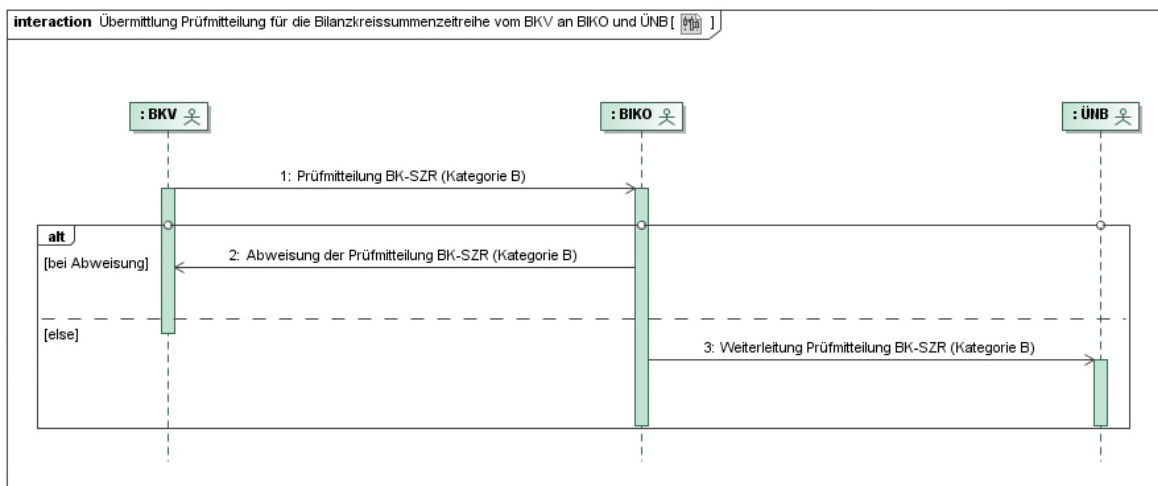 interaction Übermittlung Prüfmitteilung für die Bilanzkreissummenzeitreihe vom BKV an BIKO und ÜNB [ ]
: BKV
: BIKO
: ÜNB
1: Prüfmitteilung BK-SZR (Kategorie B)
alt
[bei Abweisung]
2: Abweisung der Prüfmitteilung BK-SZR (Kategorie B)
[else]
3: Weiterleitung Prüfmitteilung BK-SZR (Kategorie B)